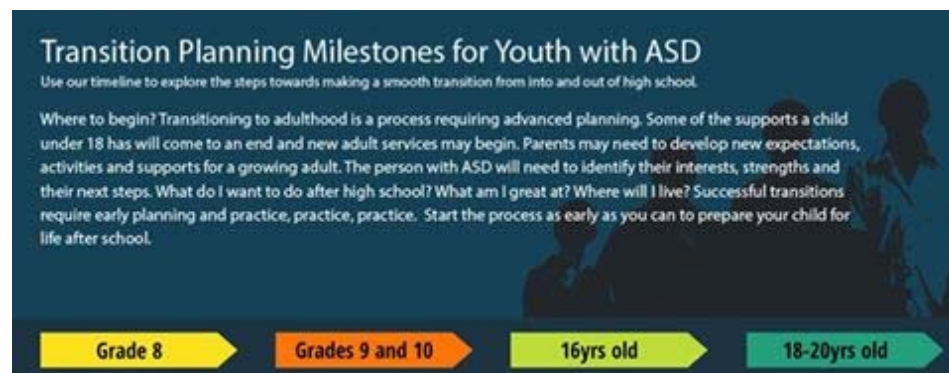 Transition Planning Milestones for Youth with ASD
Use our timeline to explore the steps towards making a smooth transition from into and out of high school.
Where to begin? Transitioning to adulthood is a process requiring advanced planning. Some of the supports a child
under 18 has will come to an end and new adult services may begin. Parents may need to develop new expectations,
activities and supports for a growing adult. The person with ASD will need to identify their interests, strengths and
their next steps. What do I want to do after high school? What am I great at? Where will I live? Successful transitions
require early planning and practice, practice, practice. Start the process as early as you can to prepare your child for
life after school.
Grade 8
Grades 9 and 10
16yrs old
18-20yrs old